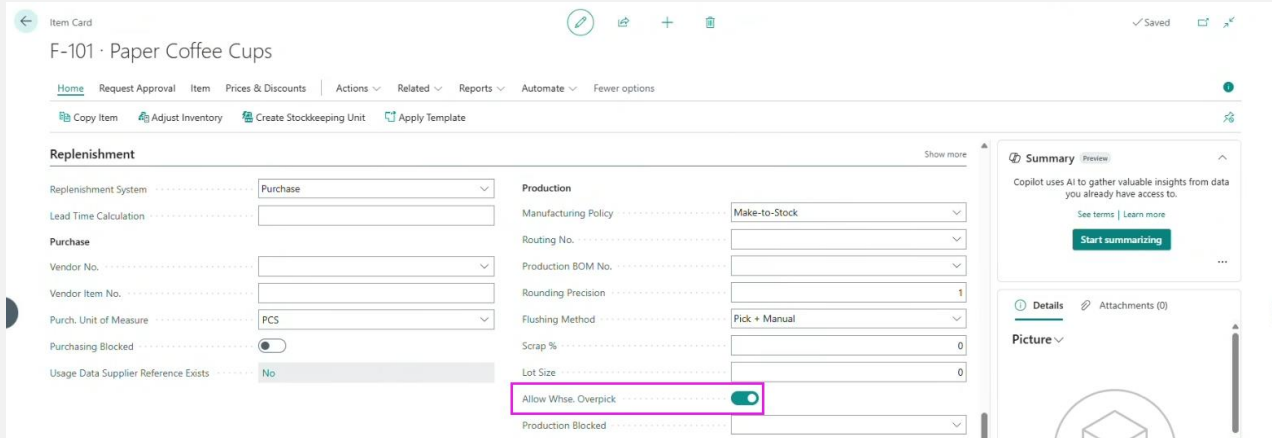 Item Card
Saved
F-101 · Paper Coffee Cups
Home Request Approval Item Prices & Discounts Actions Related Reports Automate Fewer options
Copy Item Adjust Inventory Create Stockkeeping Unit Apply Template
Replenishment Show more
Replenishment System Purchase
Lead Time Calculation
Purchase
Vendor No.
Vendor Item No.
Purch. Unit of Measure PCS
Purchasing Blocked
Usage Data Supplier Reference Exists No
Production
Manufacturing Policy Make-to-Stock
Routing No.
Production BOM No.
Rounding Precision 1
Flushing Method Pick + Manual
Scrap % 0
Lot Size 0
Allow Whse. Overpick
Production Blocked
Summary Preview
Copilot uses AI to gather valuable insights from data
you already have access to.
See terms | Learn more
Start summarizing
Details Attachments (0)
Picture